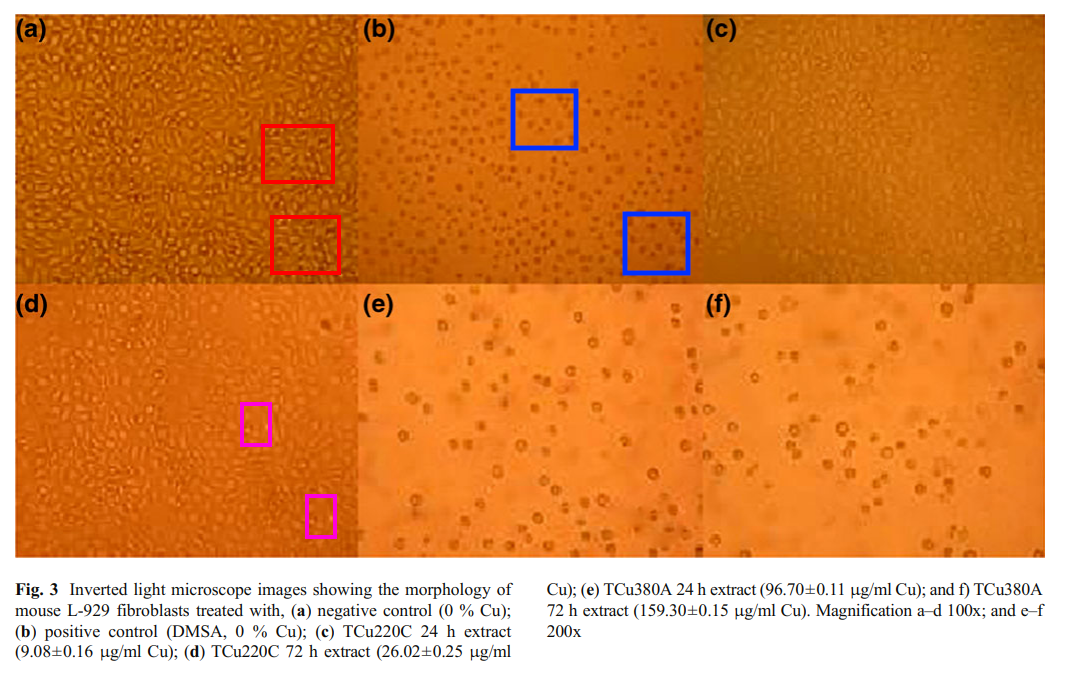 (a)
(b)
(c)
(d)
(e)
(f)
Fig. 3 Inverted light microscope images showing the morphology of
mouse L-929 fibroblasts treated with, (a) negative control (0 % Cu);
(b) positive control (DMSA, 0 % Cu); (c) TCu220C 24 h extract
(9.08±0.16 μg/ml Cu); (d) TCu220C 72 h extract (26.02±0.25 μg/ml
Cu); (e) TCu380A 24 h extract (96.70±0.11 μg/ml Cu); and f) TCu380A
72 h extract (159.30±0.15 μg/ml Cu). Magnification a–d 100x; and e–f
200x